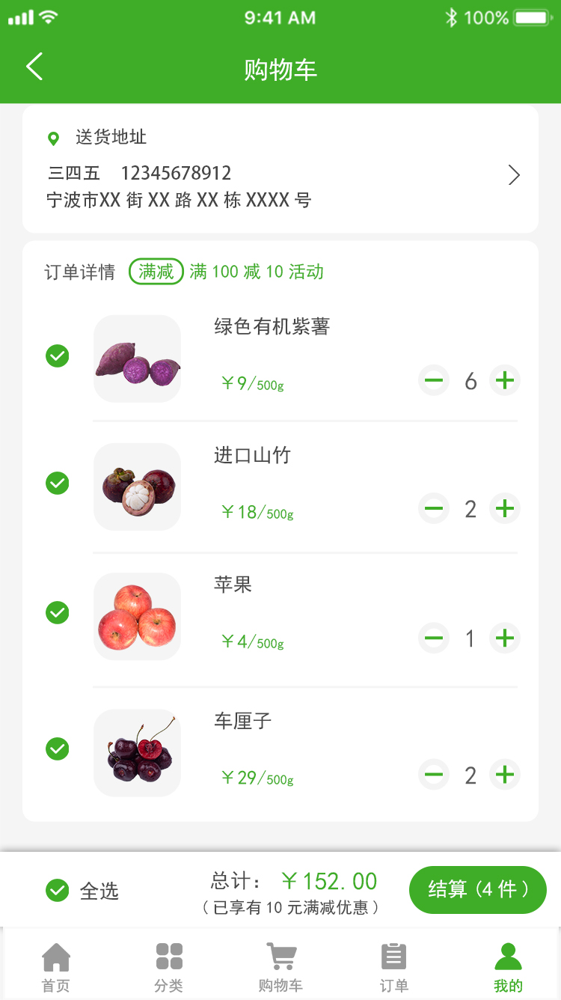 9:41 AM 100%
购物车
送货地址
三四五 12345678912
宁波市XX 街 XX 路 XX 栋 XXXX 号
订单详情 满减 满 100 减 10 活动
绿色有机紫薯
￥9/500g 6
进口山竹
￥18/500g 2
苹果
￥4/500g 1
车厘子
￥29/500g 2
全选 总计： ￥152.00 结算（4 件）
（已享有 10 元满减优惠）
首页 分类 购物车 订单 我的